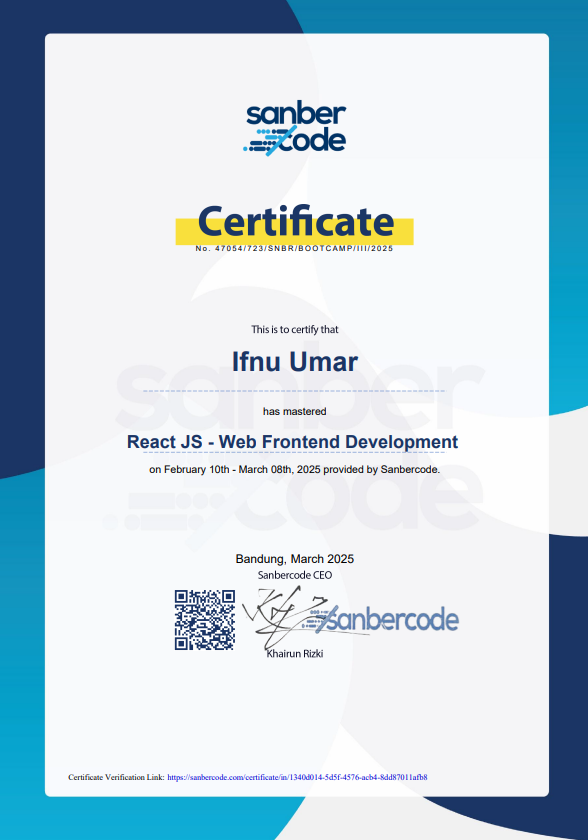 sanber
code
Certificate
No. 47054/723/SNBR/BOOTCAMP/III/2025
This is to certify that
Ifnu Umar
has mastered
React JS - Web Frontend Development
on February 10th - March 08th, 2025 provided by Sanbercode.
Bandung, March 2025
Sanbercode CEO
sanbercode
Khairun Rizki
Certificate Verification Link: https://sanbercode.com/certificate/in/1340d014-5d5f-4576-acb4-8dd87011afb8